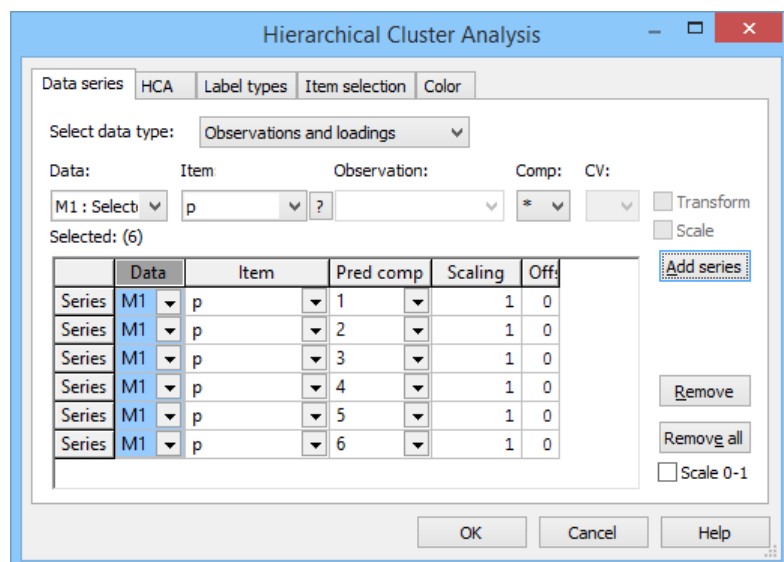 Hierarchical Cluster Analysis
Data series HCA Label types Item selection Color
Select data type: Observations and loadings
Data: Item Observation: Comp: CV:
M1 : Selecti p ? * Transform
Selected: (6) Scale
Add series
Data Item Pred comp Scaling Offs
Series M1 p 1 1 0
Series M1 p 2 1 0
Series M1 p 3 1 0
Series M1 p 4 1 0
Series M1 p 5 1 0
Series M1 p 6 1 0
Remove
Remove all
Scale 0-1
OK Cancel Help